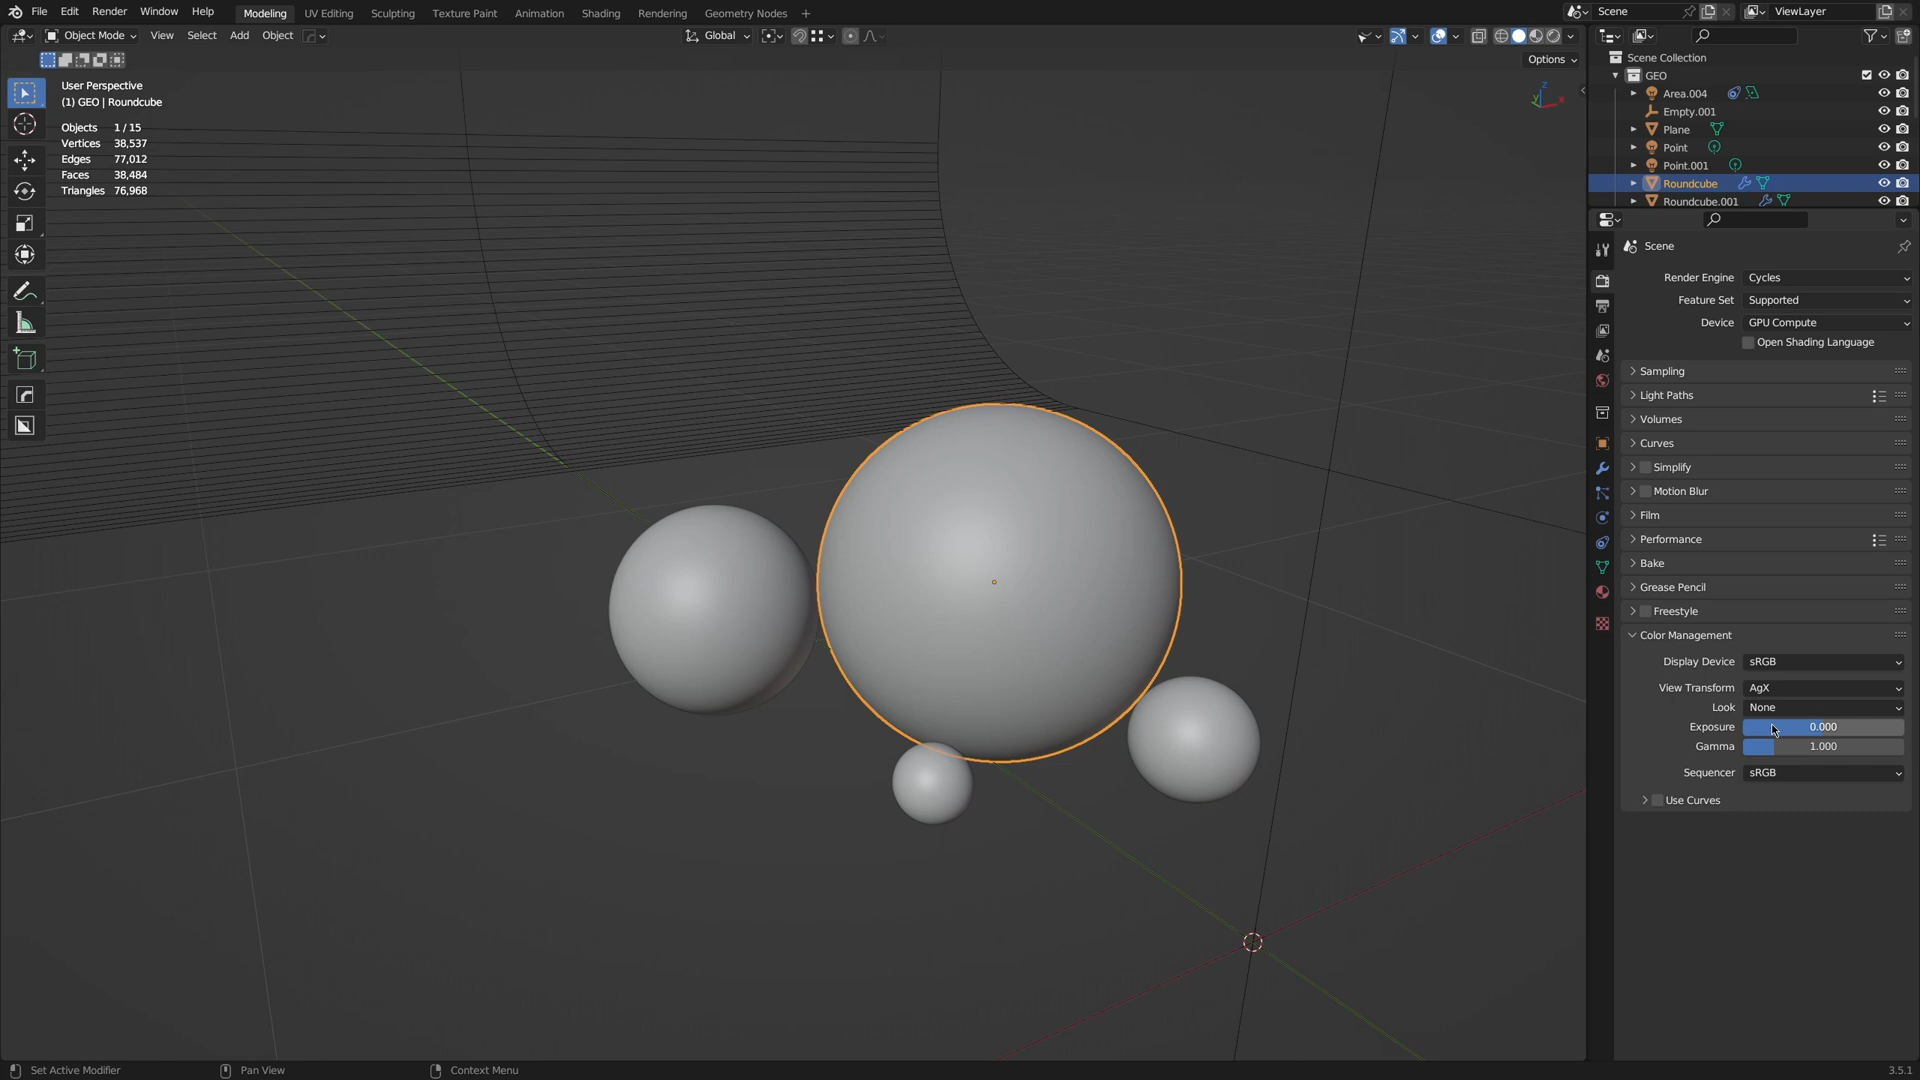 File Edit Render Window Help Modeling UV Editing Sculpting Texture Paint Animation Shading Rendering Geometry Nodes + Scene ViewLayer
Object Mode View Select Add Object Global
Options
User Perspective
(1) GEO | Roundcube
Objects 1 / 15
Vertices 38,537
Edges 77,012
Faces 38,484
Triangles 76,968
Z
Y
X
Scene Collection
GEO
Area.004
Empty.001
Plane
Point
Point.001
Roundcube
Roundcube.001
Scene
Render Engine Cycles
Feature Set Supported
Device GPU Compute
Open Shading Language
Sampling
Light Paths
Volumes
Curves
Simplify
Motion Blur
Film
Performance
Bake
Grease Pencil
Freestyle
Color Management
Display Device sRGB
View Transform AgX
Look None
Exposure 0.000
Gamma 1.000
Sequencer sRGB
Use Curves
Set Active Modifier Pan View Context Menu 3.5.1